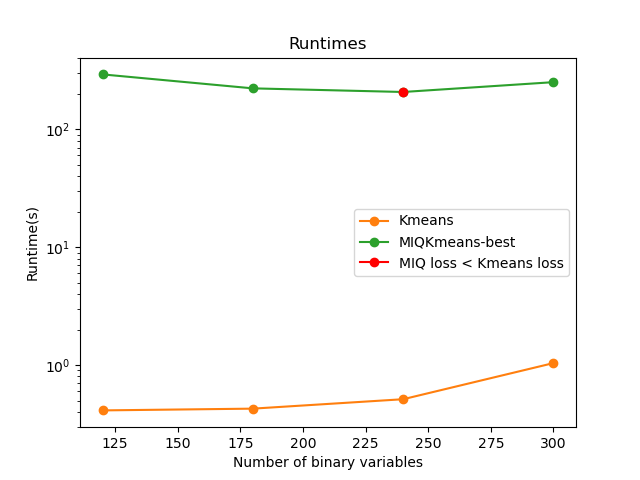 Runtimes
Runtime(s)
10²
10¹
10⁰
Kmeans
MIQKmeans-best
MIQ loss < Kmeans loss
125 150 175 200 225 250 275 300
Number of binary variables